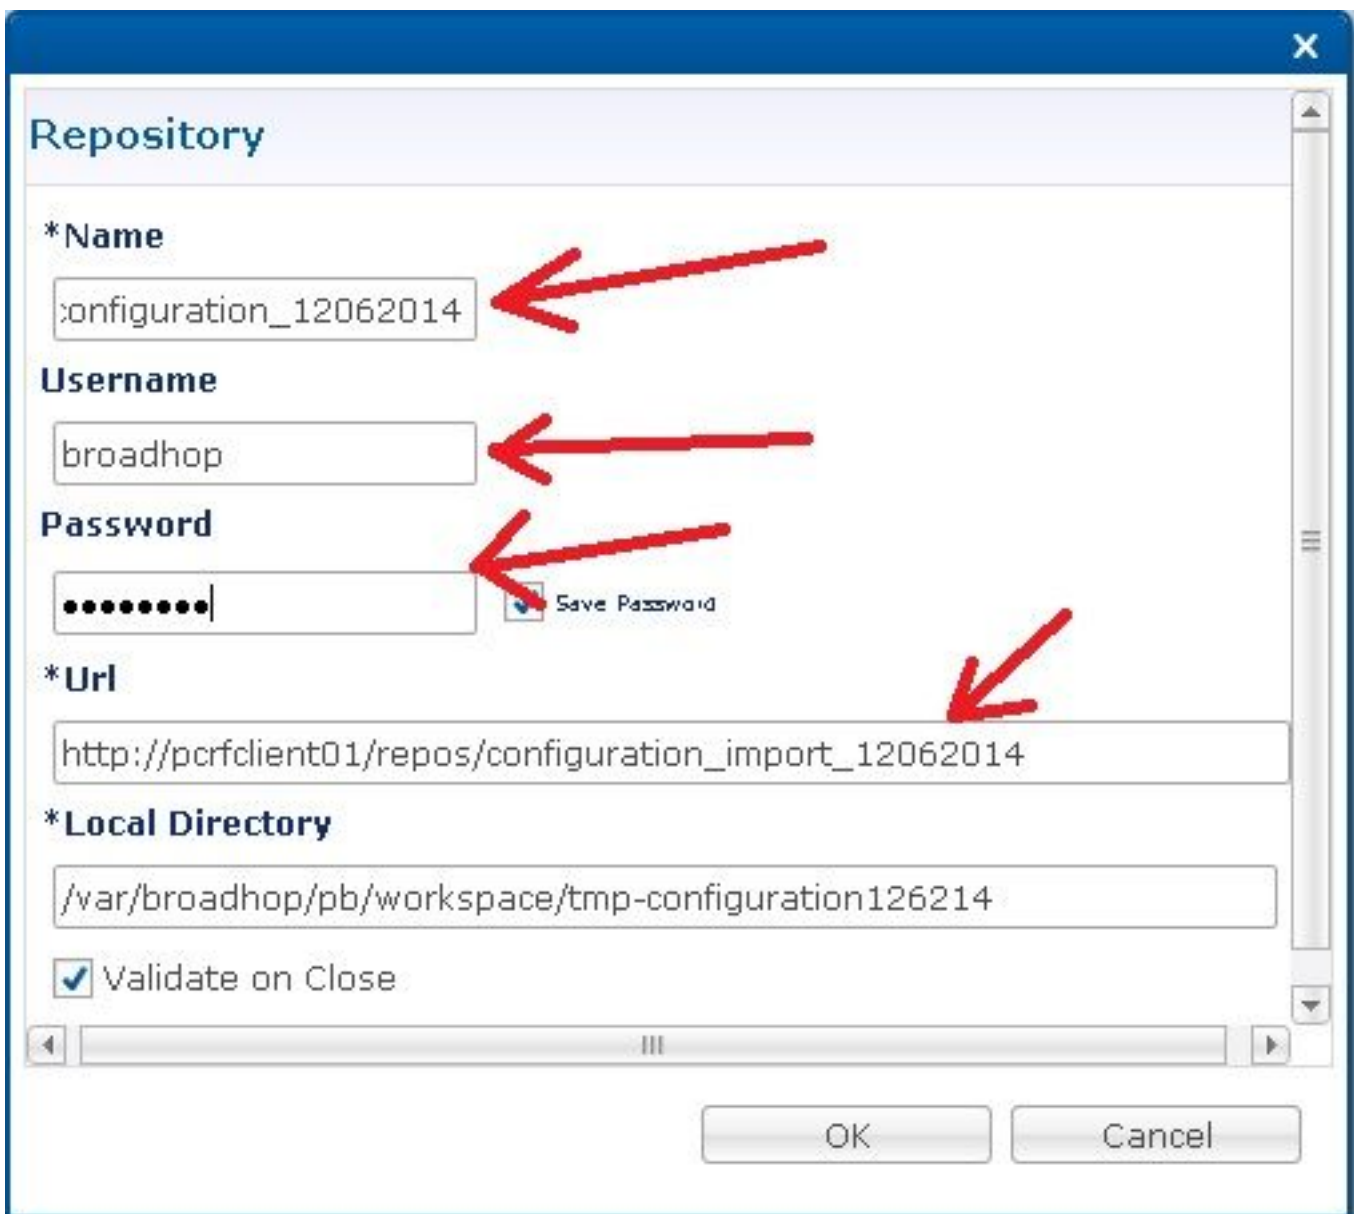 Repository
*Name
configuration_12062014
Username
broadhop
Password
Save Password
*Url
http://pcrfclient01/repos/configuration_import_12062014
*Local Directory
/var/broadhop/pb/workspace/tmp-configuration126214
Validate on Close
OK
Cancel